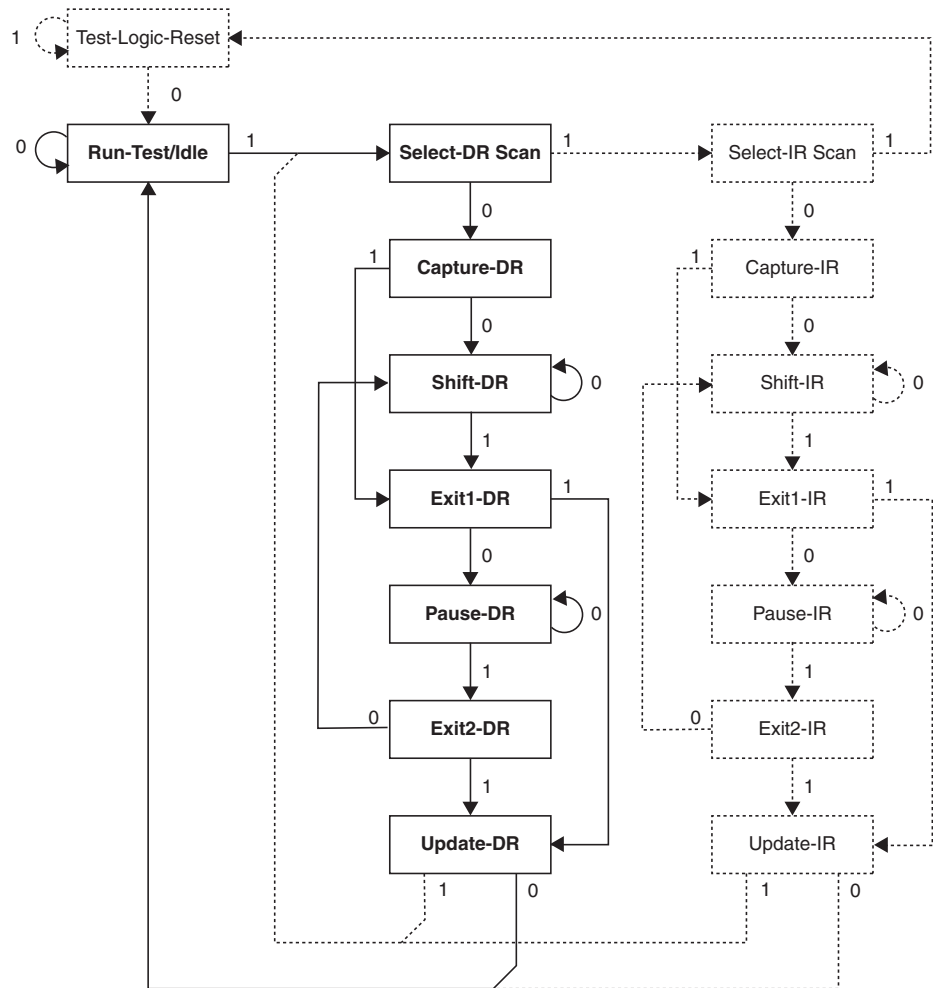 Test-Logic-Reset
1
0
Run-Test/Idle
0
1
Select-DR Scan
1
Select-IR Scan
1
0
0
1
Capture-DR
1
Capture-IR
0
0
Shift-DR
0
Shift-IR
0
1
1
Exit1-DR
1
Exit1-IR
1
0
0
Pause-DR
0
Pause-IR
0
1
1
0
Exit2-DR
0
Exit2-IR
1
1
Update-DR
Update-IR
1
0
1
0